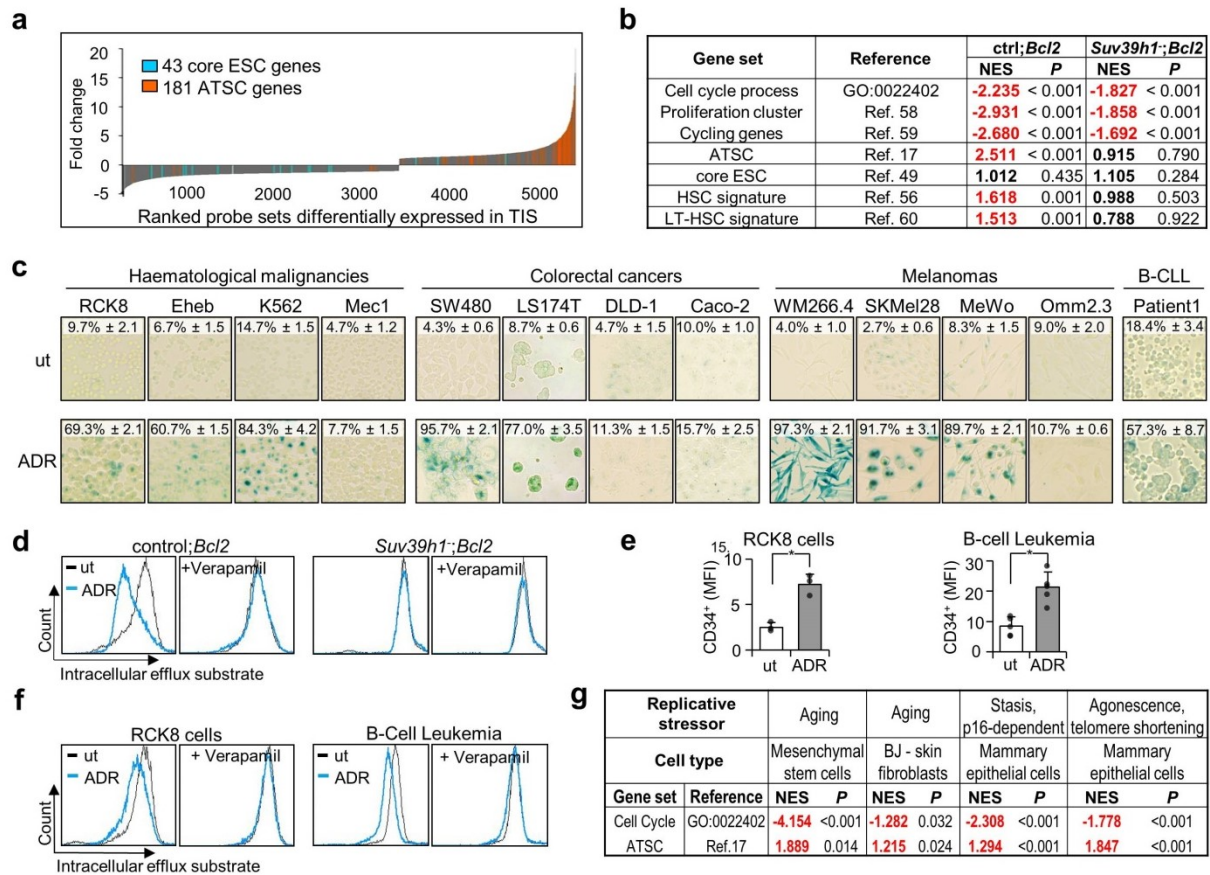 a
20
15
10
5
0
-5
Fold change
43 core ESC genes
181 ATSC genes
1000 2000 3000 4000 5000
Ranked probe sets differentially expressed in TIS
b
Gene set Reference ctrl;Bcl2 Suv39h1-;Bcl2
NES P NES P
Cell cycle process GO:0022402 -2.235 < 0.001 -1.827 < 0.001
Proliferation cluster Ref. 58 -2.931 < 0.001 -1.858 < 0.001
Cycling genes Ref. 59 -2.680 < 0.001 -1.692 < 0.001
ATSC Ref. 17 2.511 < 0.001 0.915 0.790
core ESC Ref. 49 1.012 0.435 1.105 0.284
HSC signature Ref. 56 1.618 0.001 0.988 0.503
LT-HSC signature Ref. 60 1.513 0.001 0.788 0.922
c
Haematological malignancies Colorectal cancers Melanomas B-CLL
RCK8 Eheb K562 Mec1 SW480 LS174T DLD-1 Caco-2 WM266.4 SKMel28 MeWo Omm2.3 Patient1
ut
9.7% ± 2.1 6.7% ± 1.5 14.7% ± 1.5 4.7% ± 1.2 4.3% ± 0.6 8.7% ± 0.6 4.7% ± 1.5 10.0% ± 1.0 4.0% ± 1.0 2.7% ± 0.6 8.3% ± 1.5 9.0% ± 2.0 18.4% ± 3.4
ADR
69.3% ± 2.1 60.7% ± 1.5 84.3% ± 4.2 7.7% ± 1.5 95.7% ± 2.1 77.0% ± 3.5 11.3% ± 1.5 15.7% ± 2.5 97.3% ± 2.1 91.7% ± 3.1 89.7% ± 2.1 10.7% ± 0.6 57.3% ± 8.7
d
control;Bcl2 Suv39h1-;Bcl2
ut
ADR
+Verapamil +Verapamil
Count
Intracellular efflux substrate
e
RCK8 cells B-cell Leukemia
15
10
5
0
CD34+ (MFI)
*
ut ADR
30
20
10
0
CD34+ (MFI)
*
ut ADR
f
RCK8 cells B-Cell Leukemia
ut + Verapamil ut + Verapamil
ADR ADR
Count
Intracellular efflux substrate
g
Replicative stressor Aging Aging Stasis, p16-dependent Agonescence, telomere shortening
Cell type Mesenchymal stem cells BJ - skin fibroblasts Mammary epithelial cells Mammary epithelial cells
Gene set Reference NES P NES P NES P NES P
Cell Cycle GO:0022402 -4.154 <0.001 -1.282 0.032 -2.308 <0.001 -1.778 <0.001
ATSC Ref.17 1.889 0.014 1.215 0.024 1.294 <0.001 1.847 <0.001